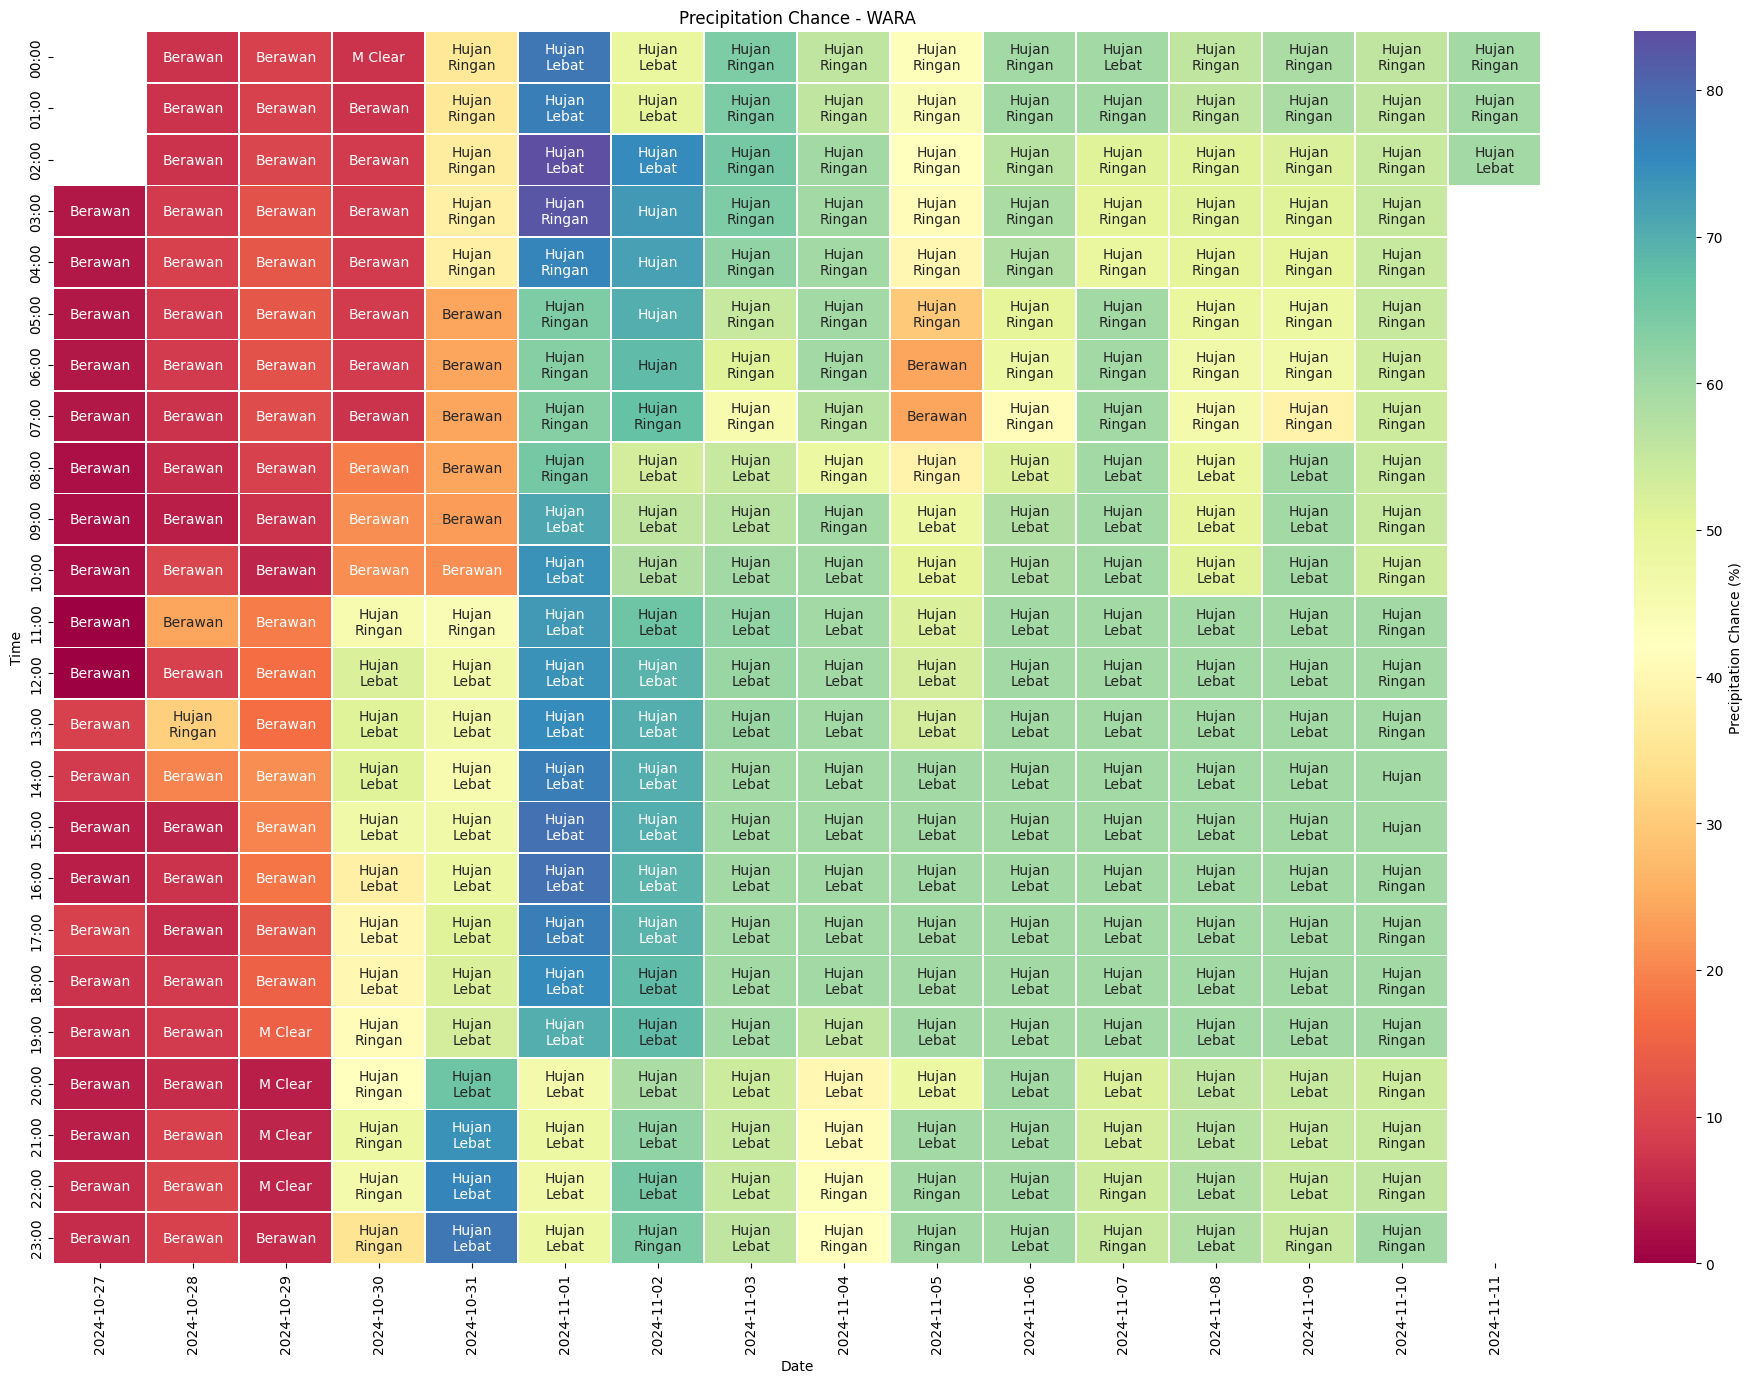 Precipitation Chance - WARA
00:00 Berawan Berawan M Clear Hujan Ringan Hujan Lebat Hujan Lebat Hujan Ringan Hujan Ringan Hujan Ringan Hujan Ringan Hujan Lebat Hujan Ringan Hujan Ringan Hujan Ringan Hujan Ringan
01:00 Berawan Berawan Berawan Hujan Ringan Hujan Lebat Hujan Lebat Hujan Ringan Hujan Ringan Hujan Ringan Hujan Ringan Hujan Ringan Hujan Ringan Hujan Ringan Hujan Ringan Hujan Ringan
02:00 Berawan Berawan Berawan Hujan Ringan Hujan Lebat Hujan Lebat Hujan Ringan Hujan Ringan Hujan Ringan Hujan Ringan Hujan Ringan Hujan Ringan Hujan Ringan Hujan Ringan Hujan Lebat
03:00 Berawan Berawan Berawan Berawan Hujan Ringan Hujan Ringan Hujan Hujan Ringan Hujan Ringan Hujan Ringan Hujan Ringan Hujan Ringan Hujan Ringan Hujan Ringan Hujan Ringan
04:00 Berawan Berawan Berawan Berawan Hujan Ringan Hujan Ringan Hujan Hujan Ringan Hujan Ringan Hujan Ringan Hujan Ringan Hujan Ringan Hujan Ringan Hujan Ringan Hujan Ringan
05:00 Berawan Berawan Berawan Berawan Berawan Hujan Ringan Hujan Hujan Ringan Hujan Ringan Hujan Ringan Hujan Ringan Hujan Ringan Hujan Ringan Hujan Ringan Hujan Ringan
06:00 Berawan Berawan Berawan Berawan Berawan Hujan Ringan Hujan Hujan Ringan Hujan Ringan Berawan Hujan Ringan Hujan Ringan Hujan Ringan Hujan Ringan Hujan Ringan
07:00 Berawan Berawan Berawan Berawan Berawan Hujan Ringan Hujan Ringan Hujan Ringan Hujan Ringan Berawan Hujan Ringan Hujan Ringan Hujan Ringan Hujan Ringan Hujan Ringan
08:00 Berawan Berawan Berawan Berawan Berawan Hujan Ringan Hujan Lebat Hujan Lebat Hujan Ringan Hujan Ringan Hujan Lebat Hujan Lebat Hujan Lebat Hujan Lebat Hujan Ringan
09:00 Berawan Berawan Berawan Berawan Berawan Hujan Lebat Hujan Lebat Hujan Lebat Hujan Ringan Hujan Lebat Hujan Lebat Hujan Lebat Hujan Lebat Hujan Lebat Hujan Ringan
10:00 Berawan Berawan Berawan Berawan Berawan Hujan Lebat Hujan Lebat Hujan Lebat Hujan Lebat Hujan Lebat Hujan Lebat Hujan Lebat Hujan Lebat Hujan Lebat Hujan Ringan
11:00 Berawan Berawan Berawan Hujan Ringan Hujan Ringan Hujan Lebat Hujan Lebat Hujan Lebat Hujan Lebat Hujan Lebat Hujan Lebat Hujan Lebat Hujan Lebat Hujan Lebat Hujan Ringan
12:00 Berawan Berawan Berawan Hujan Lebat Hujan Lebat Hujan Lebat Hujan Lebat Hujan Lebat Hujan Lebat Hujan Lebat Hujan Lebat Hujan Lebat Hujan Lebat Hujan Lebat Hujan Ringan
13:00 Berawan Hujan Ringan Berawan Hujan Lebat Hujan Lebat Hujan Lebat Hujan Lebat Hujan Lebat Hujan Lebat Hujan Lebat Hujan Lebat Hujan Lebat Hujan Lebat Hujan Lebat Hujan Ringan
14:00 Berawan Berawan Berawan Hujan Lebat Hujan Lebat Hujan Lebat Hujan Lebat Hujan Lebat Hujan Lebat Hujan Lebat Hujan Lebat Hujan Lebat Hujan Lebat Hujan Lebat Hujan
15:00 Berawan Berawan Berawan Hujan Lebat Hujan Lebat Hujan Lebat Hujan Lebat Hujan Lebat Hujan Lebat Hujan Lebat Hujan Lebat Hujan Lebat Hujan Lebat Hujan Lebat Hujan
16:00 Berawan Berawan Berawan Hujan Lebat Hujan Lebat Hujan Lebat Hujan Lebat Hujan Lebat Hujan Lebat Hujan Lebat Hujan Lebat Hujan Lebat Hujan Lebat Hujan Lebat Hujan Ringan
17:00 Berawan Berawan Berawan Hujan Lebat Hujan Lebat Hujan Lebat Hujan Lebat Hujan Lebat Hujan Lebat Hujan Lebat Hujan Lebat Hujan Lebat Hujan Lebat Hujan Lebat Hujan Ringan
18:00 Berawan Berawan Berawan Hujan Lebat Hujan Lebat Hujan Lebat Hujan Lebat Hujan Lebat Hujan Lebat Hujan Lebat Hujan Lebat Hujan Lebat Hujan Lebat Hujan Lebat Hujan Ringan
19:00 Berawan Berawan M Clear Hujan Ringan Hujan Lebat Hujan Lebat Hujan Lebat Hujan Lebat Hujan Lebat Hujan Lebat Hujan Lebat Hujan Lebat Hujan Lebat Hujan Lebat Hujan Ringan
20:00 Berawan Berawan M Clear Hujan Ringan Hujan Lebat Hujan Lebat Hujan Lebat Hujan Lebat Hujan Lebat Hujan Lebat Hujan Lebat Hujan Lebat Hujan Lebat Hujan Lebat Hujan Ringan
21:00 Berawan Berawan M Clear Hujan Ringan Hujan Lebat Hujan Lebat Hujan Lebat Hujan Lebat Hujan Lebat Hujan Lebat Hujan Lebat Hujan Lebat Hujan Lebat Hujan Lebat Hujan Ringan
22:00 Berawan Berawan M Clear Hujan Ringan Hujan Lebat Hujan Lebat Hujan Lebat Hujan Lebat Hujan Ringan Hujan Ringan Hujan Lebat Hujan Ringan Hujan Lebat Hujan Lebat Hujan Ringan
23:00 Berawan Berawan Berawan Hujan Ringan Hujan Lebat Hujan Lebat Hujan Ringan Hujan Lebat Hujan Ringan Hujan Ringan Hujan Lebat Hujan Ringan Hujan Lebat Hujan Ringan Hujan Ringan
Time
2024-10-27 2024-10-28 2024-10-29 2024-10-30 2024-10-31 2024-11-01 2024-11-02 2024-11-03 2024-11-04 2024-11-05 2024-11-06 2024-11-07 2024-11-08 2024-11-09 2024-11-10 2024-11-11
Date
80
70
60
50
40
30
20
10
0
Precipitation Chance (%)